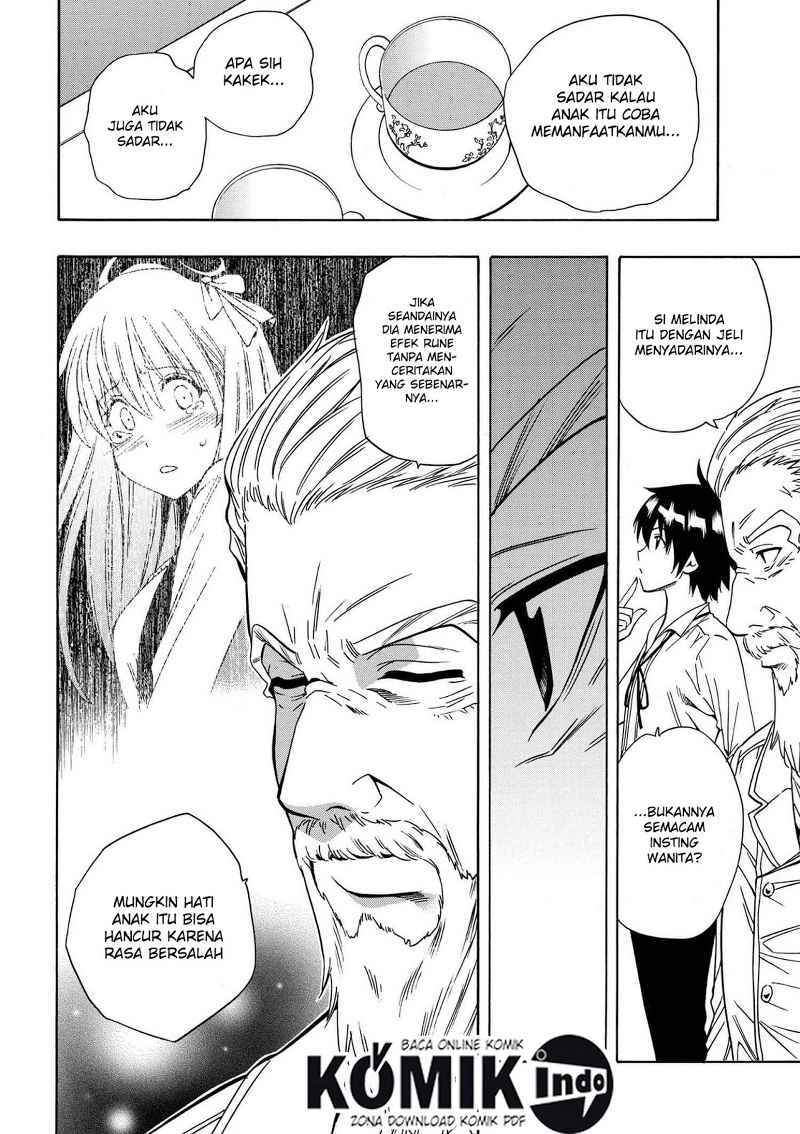 AKU TIDAK
SADAR KALAU
ANAK ITU COBA
MEMANFAATKANMU...
APA SIH
KAKEK...
AKU
JUGA TIDAK
SADAR...
SI MELINDA
ITU DENGAN JELI
MENYADARINYA...
...BUKANNYA
SEMACAM
INSTING
WANITA?
JIKA
SEANDAINYA
DIA MENERIMA
EFEK RUNE
TANPA MEN-
CERITAKAN
YANG SEBENAR-
NYA...
MUNGKIN HATI
ANAK ITU BISA
HANCUR KARENA
RASA BERSALAH
BACA ONLINE KOMIK
KOMIK indo
ZONA DOWNLOAD KOMIK PDF